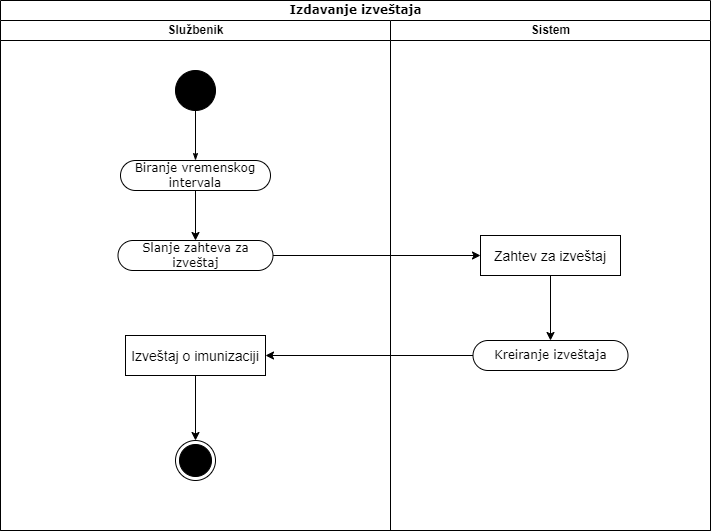 Izdavanje izveštaja
Službenik
Sistem
Biranje vremenskog
intervala
Slanje zahteva za
izveštaj
Zahtev za izveštaj
Izveštaj o imunizaciji
Kreiranje izveštaja